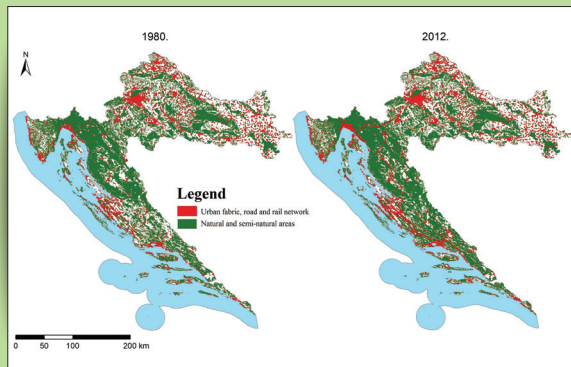 1980.
2012.
N
Legend
Urban fabric, road and rail network
Natural and semi-natural areas
0 50 100 200 km